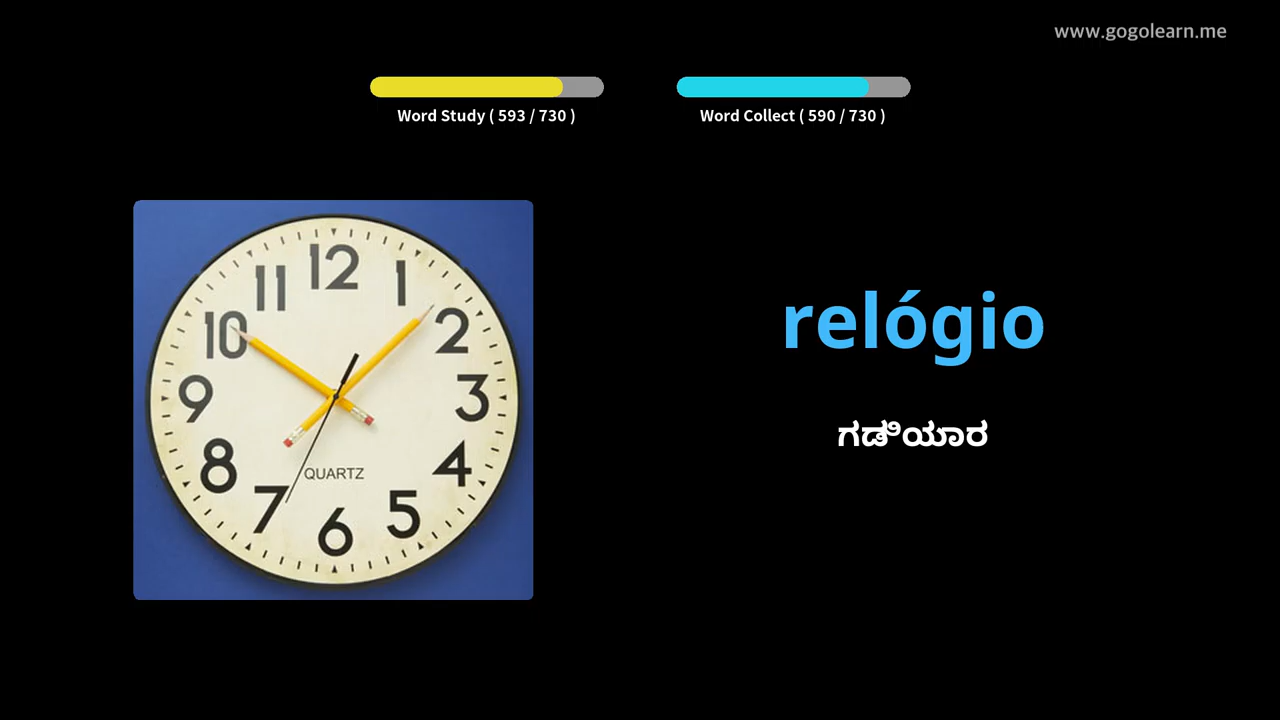 www.gogolearn.me
Word Study ( 593 / 730 )
Word Collect ( 590 / 730 )
12
11
1
10
2
9
3
8
4
7
5
6
QUARTZ
relógio
ಗಡಿಯಾರ